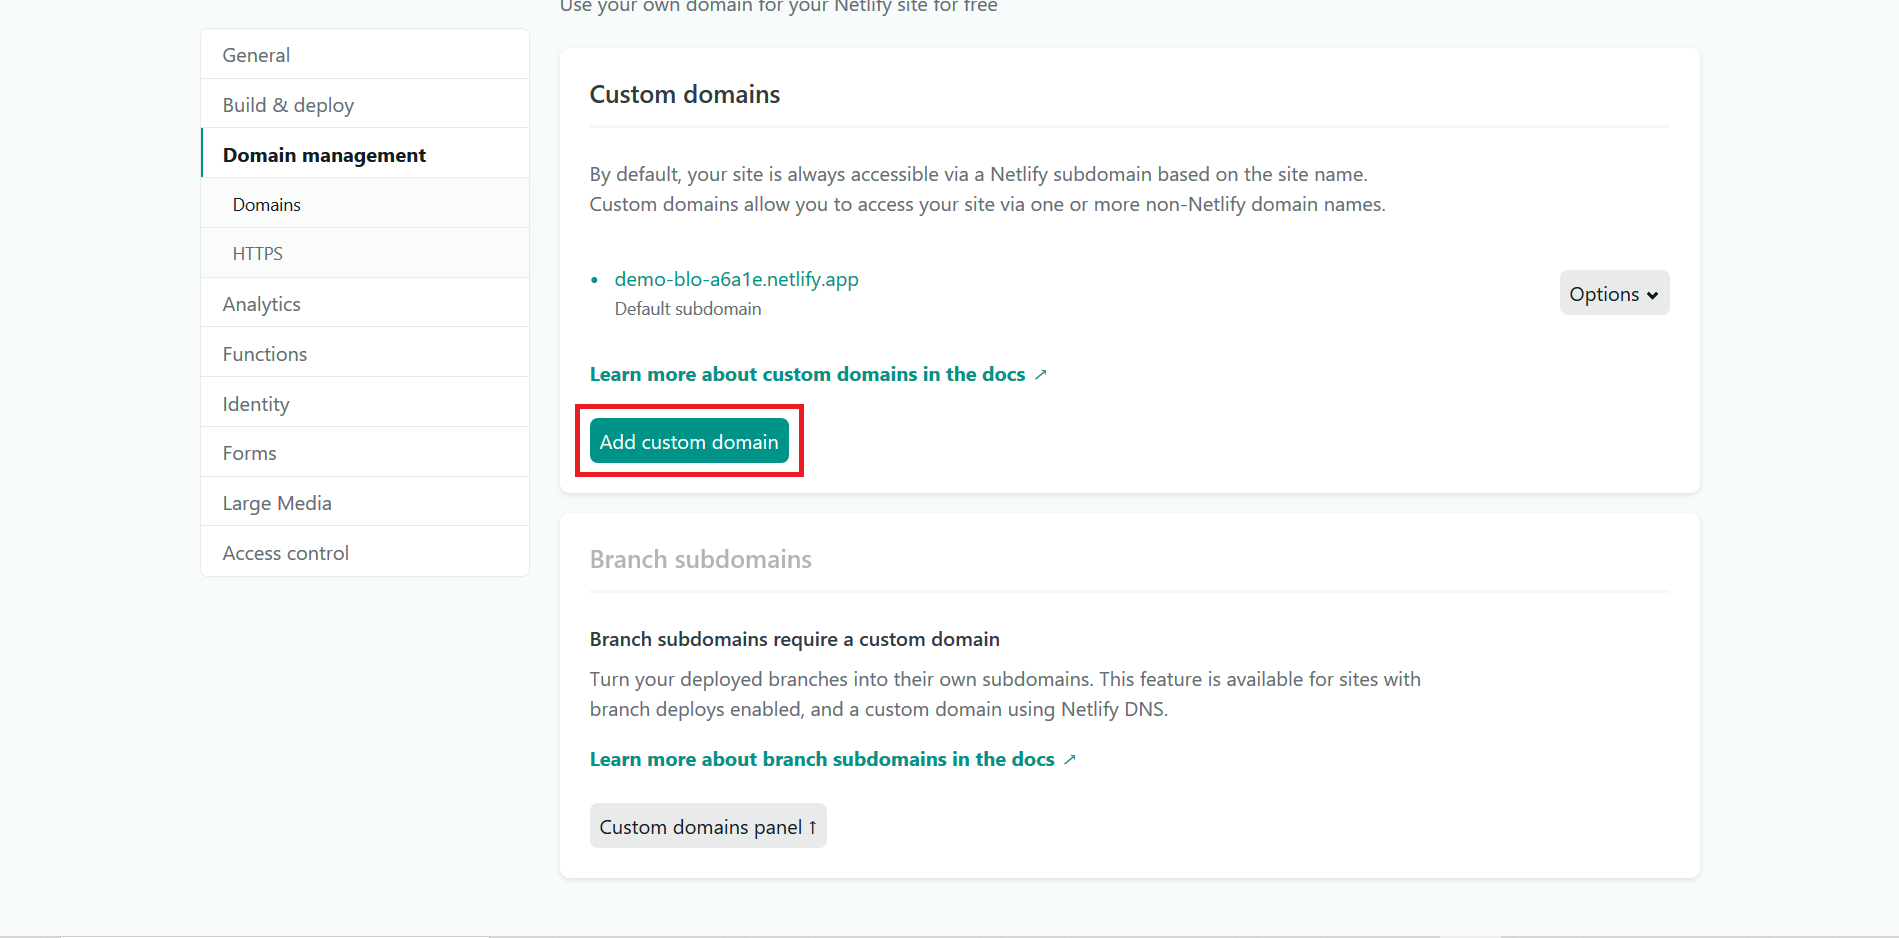 Use your own domain for your Netlify site for free
General
Build & deploy
Domain management
Domains
HTTPS
Analytics
Functions
Identity
Forms
Large Media
Access control
Custom domains
By default, your site is always accessible via a Netlify subdomain based on the site name.
Custom domains allow you to access your site via one or more non-Netlify domain names.
• demo-blo-a6a1e.netlify.app
Default subdomain
Options
Learn more about custom domains in the docs ↗
Add custom domain
Branch subdomains
Branch subdomains require a custom domain
Turn your deployed branches into their own subdomains. This feature is available for sites with
branch deploys enabled, and a custom domain using Netlify DNS.
Learn more about branch subdomains in the docs ↗
Custom domains panel ↑